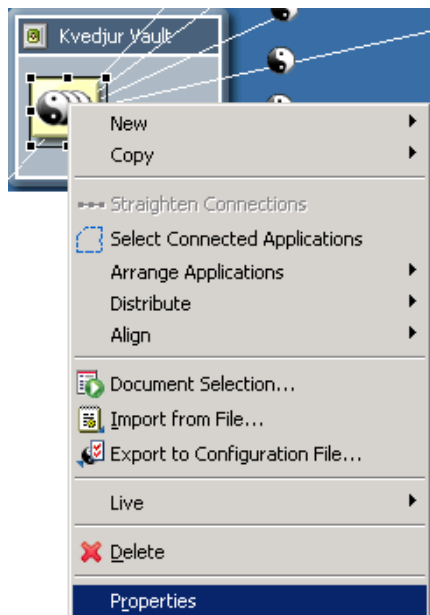 Kvedjur Vault
New
Copy
Straighten Connections
Select Connected Applications
Arrange Applications
Distribute
Align
Document Selection...
Import from File...
Export to Configuration File...
Live
Delete
Properties